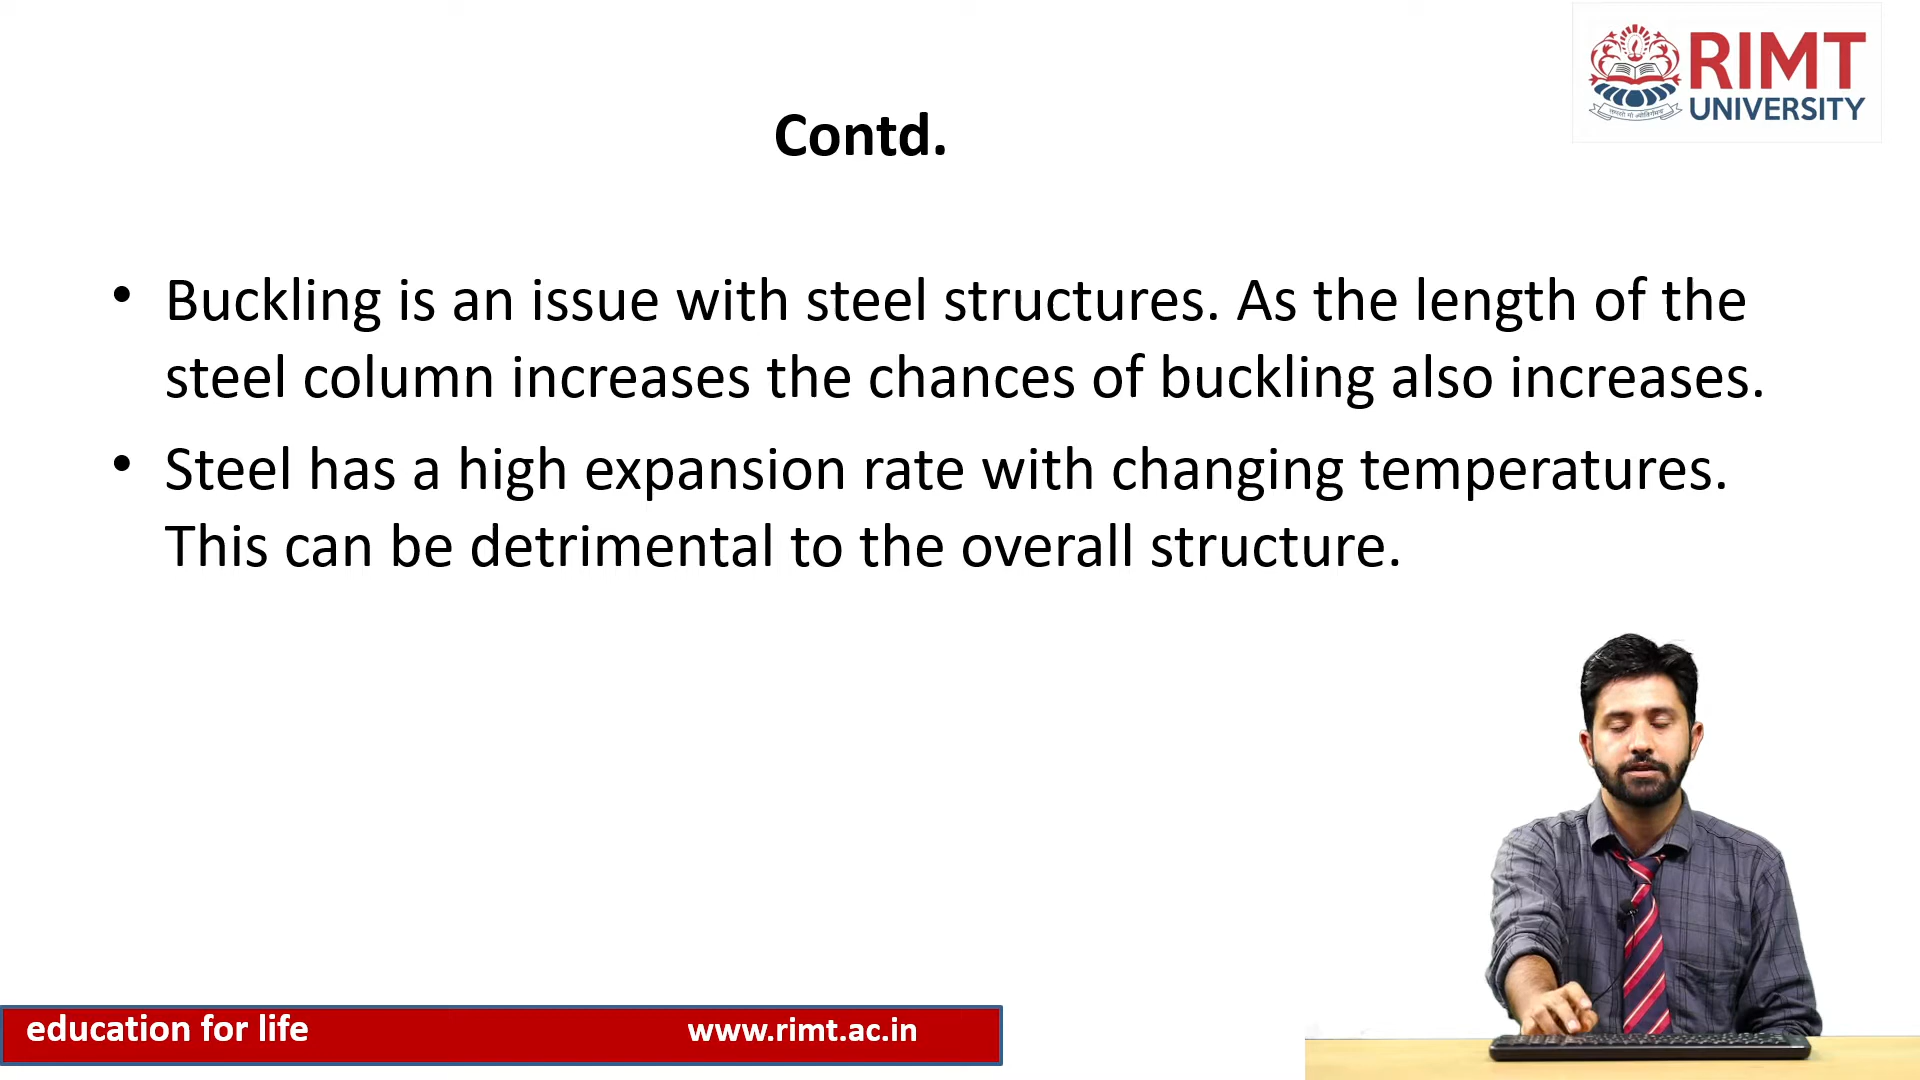 RIMT
UNIVERSITY
Contd.
• Buckling is an issue with steel structures. As the length of the
steel column increases the chances of buckling also increases.
• Steel has a high expansion rate with changing temperatures.
This can be detrimental to the overall structure.
education for life www.rimt.ac.in